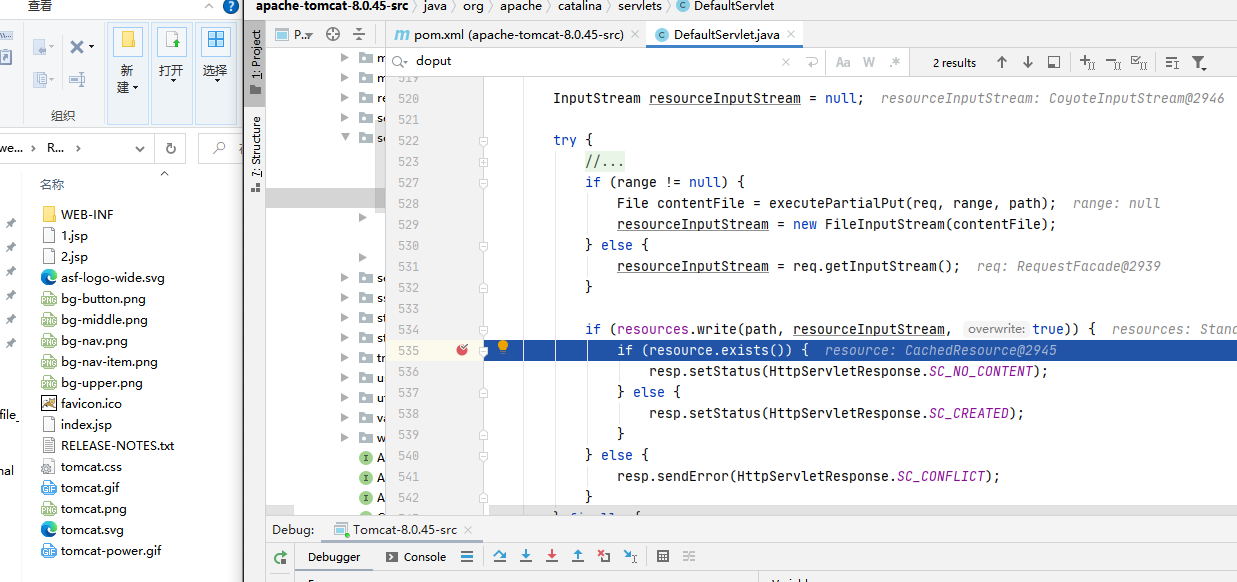 查看
新
建
打开
选择
组织
we...
R...
名称
WEB-INF
1.jsp
2.jsp
asf-logo-wide.svg
bg-button.png
bg-middle.png
bg-nav.png
bg-nav-item.png
bg-upper.png
favicon.ico
index.jsp
RELEASE-NOTES.txt
tomcat.css
tomcat.gif
tomcat.png
tomcat.svg
tomcat-power.gif
file_
nal
apache-tomcat-8.0.45-src java org apache catalina servlets DefaultServlet
1: Project
7: Structure
P..
pom.xml (apache-tomcat-8.0.45-src)
DefaultServlet.java
doput
Aa W .*
2 results
519
520 InputStream resourceInputStream = null; resourceInputStream: CoyoteInputStream@2946
521
522 try {
523 //...
527 if (range != null) {
528 File contentFile = executePartialPut(req, range, path); range: null
529 resourceInputStream = new FileInputStream(contentFile);
530 } else {
531 resourceInputStream = req.getInputStream(); req: RequestFacade@2939
532 }
533
534 if (resources.write(path, resourceInputStream, overwrite: true)) { resources: Stand
535 if (resource.exists()) { resource: CachedResource@2945
536 resp.setStatus(HttpServletResponse.SC_NO_CONTENT);
537 } else {
538 resp.setStatus(HttpServletResponse.SC_CREATED);
539 }
540 } else {
541 resp.sendError(HttpServletResponse.SC_CONFLICT);
542 }
Debug: Tomcat-8.0.45-src
Debugger Console